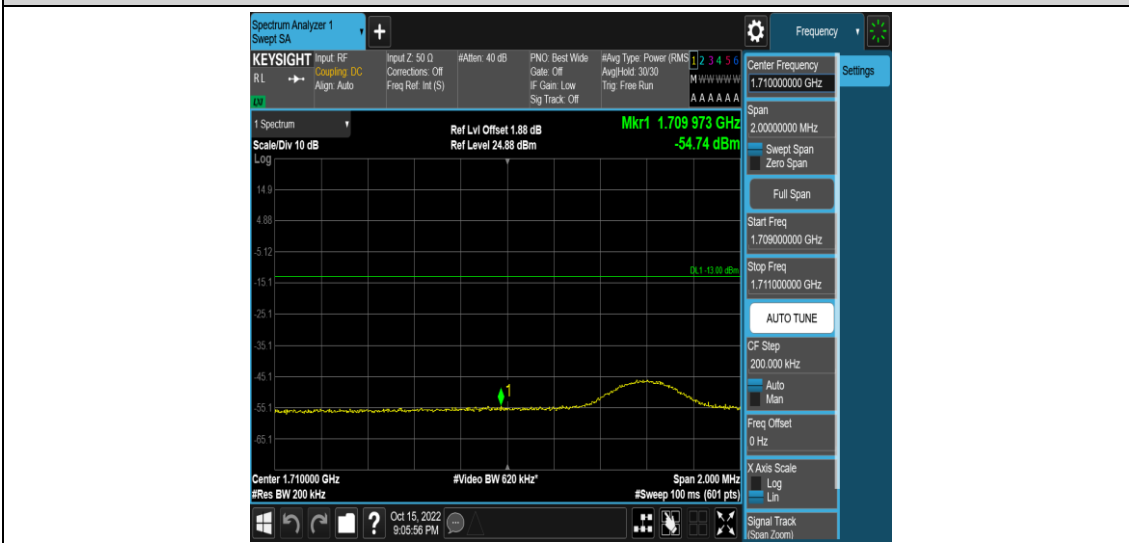 Spectrum Analyzer 1
Swept SA
Frequency
KEYSIGHT
RL
LV
Input: RF
Coupling: DC
Align: Auto
Input Z: 50 Ω
Corrections: Off
Freq Ref: Int (S)
#Atten: 40 dB
PNO: Best Wide
Gate: Off
IF Gain: Low
Sig Track: Off
#Avg Type: Power (RMS
Avg|Hold: 30/30
Trig: Free Run
1 2 3 4 5 6
M W W W W W
A A A A A A
1 Spectrum
Scale/Div 10 dB
Log
Ref Lvl Offset 1.88 dB
Ref Level 24.88 dBm
Mkr1 1.709 973 GHz
-54.74 dBm
14.9
4.88
-5.12
-15.1
-25.1
-35.1
-45.1
-55.1
-65.1
DL1 -13.00 dBm
1
Center 1.710000 GHz
#Res BW 200 kHz
#Video BW 620 kHz*
Span 2.000 MHz
#Sweep 100 ms (601 pts)
?
Oct 15, 2022
9:05:56 PM
Center Frequency
1.710000000 GHz
Settings
Span
2.00000000 MHz
Swept Span
Zero Span
Full Span
Start Freq
1.709000000 GHz
Stop Freq
1.711000000 GHz
AUTO TUNE
CF Step
200.000 kHz
Auto
Man
Freq Offset
0 Hz
X Axis Scale
Log
Lin
Signal Track
(Span Zoom)